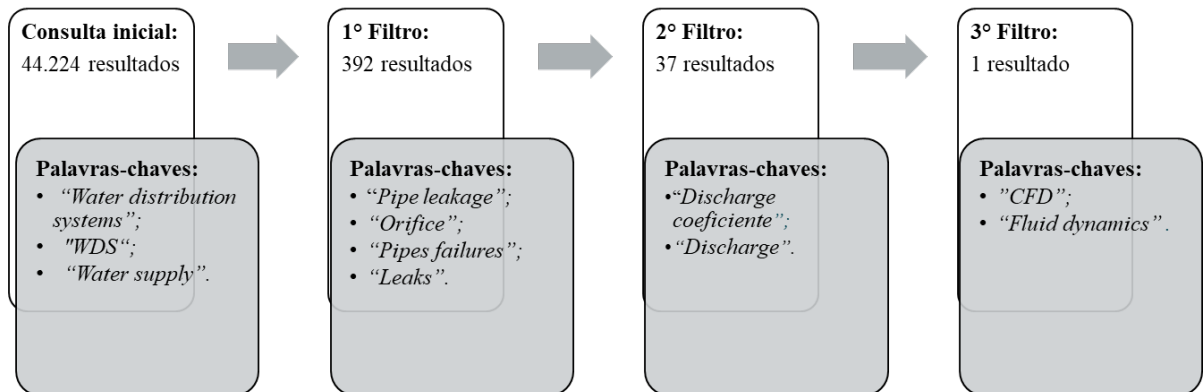 Consulta inicial:
44.224 resultados
Palavras-chaves:
• “Water distribution
systems”;
• "WDS“;
• “Water supply”.
1° Filtro:
392 resultados
Palavras-chaves:
• “Pipe leakage”;
• “Orifice”;
• “Pipes failures”;
• “Leaks”.
2° Filtro:
37 resultados
Palavras-chaves:
•“Discharge
coeficiente”;
•“Discharge”.
3° Filtro:
1 resultado
Palavras-chaves:
• ”CFD”;
• “Fluid dynamics” .